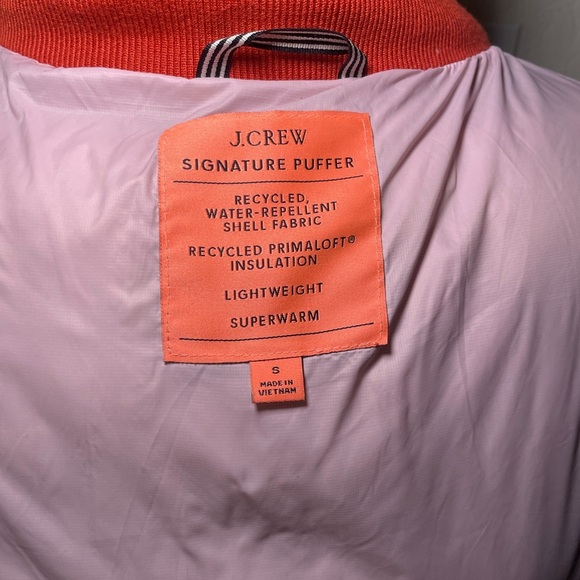 J.CREW
SIGNATURE PUFFER
RECYCLED,
WATER-REPELLENT
SHELL FABRIC
RECYCLED PRIMALOFT®
INSULATION
LIGHTWEIGHT
SUPERWARM
S
MADE IN
VIETNAM